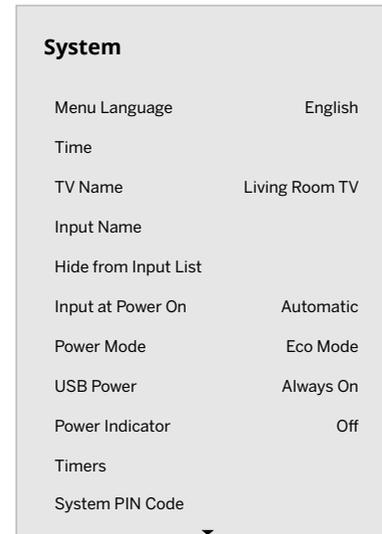 System
Menu Language English
Time
TV Name Living Room TV
Input Name
Hide from Input List
Input at Power On Automatic
Power Mode Eco Mode
USB Power Always On
Power Indicator Off
Timers
System PIN Code